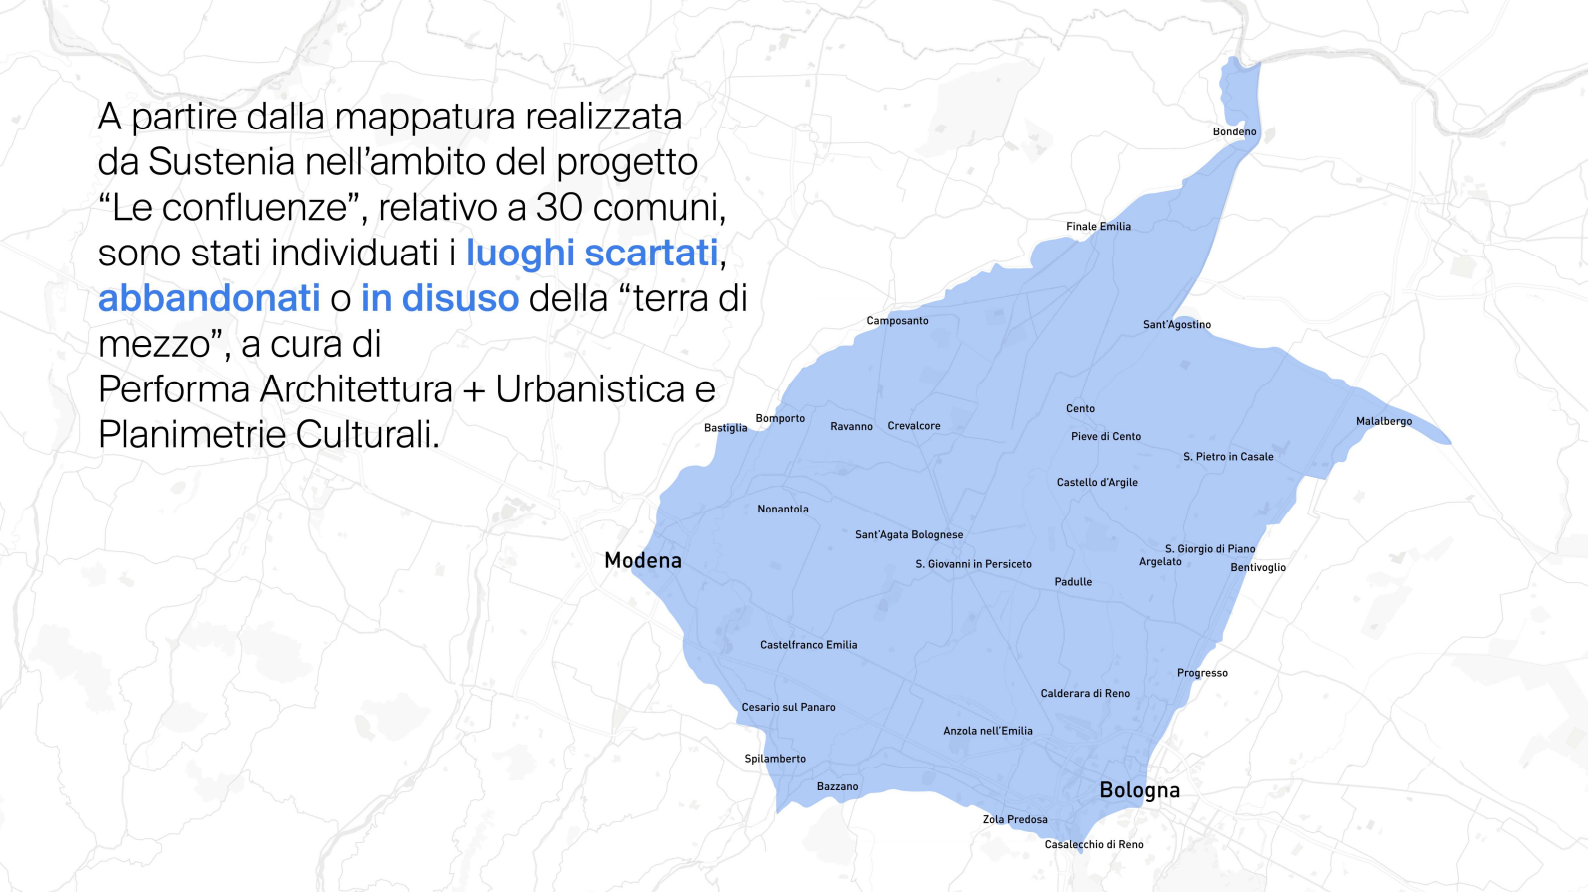 A partire dalla mappatura realizzata
da Sustenia nell’ambito del progetto
“Le confluenze”, relativo a 30 comuni,
sono stati individuati i luoghi scartati,
abbandonati o in disuso della “terra di
mezzo”, a cura di
Performa Architettura + Urbanistica e
Planimetrie Culturali.
Bondeno
Finale Emilia
Camposanto
Sant’Agostino
Cento
Bomporto
Malalbergo
Bastiglia
Ravanno
Crevalcore
Pieve di Cento
S. Pietro in Casale
Castello d’Argile
Nonantola
Sant’Agata Bolognese
S. Giorgio di Piano
Modena
Argelato
S. Giovanni in Persiceto
Bentivoglio
Padulle
Castelfranco Emilia
Progresso
Calderara di Reno
Cesario sul Panaro
Anzola nell’Emilia
Spilamberto
Bazzano
Bologna
Zola Predosa
Casalecchio di Reno